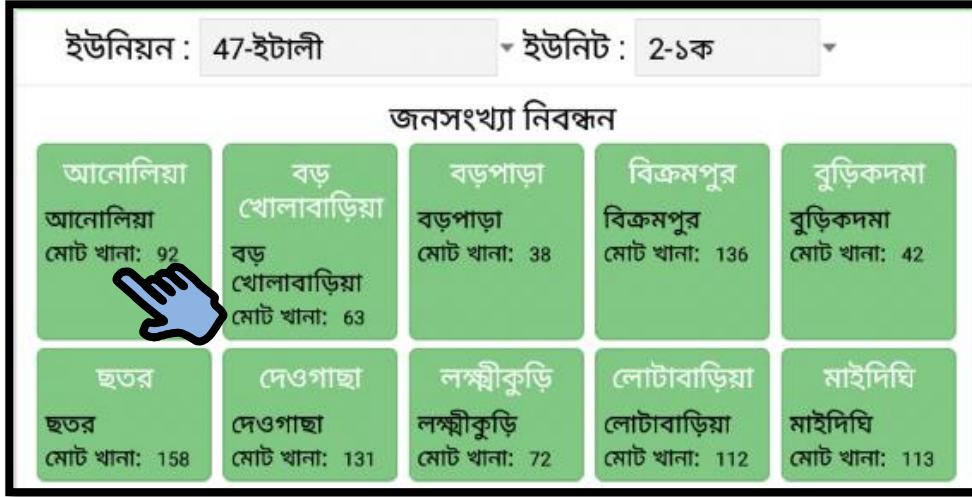 ইউনিয়ন : 47-ইটালী ইউনিট : 2-১ক
জনসংখ্যা নিবন্ধন
আনোলিয়া
আনোলিয়া
মোট খানা: 92
বড়
খোলাবাড়িয়া
বড়
খোলাবাড়িয়া
মোট খানা: 63
বড়পাড়া
বড়পাড়া
মোট খানা: 38
বিক্রমপুর
বিক্রমপুর
মোট খানা: 136
বুড়িকদমা
বুড়িকদমা
মোট খানা: 42
ছতর
ছতর
মোট খানা: 158
দেওগাছা
দেওগাছা
মোট খানা: 131
লক্ষ্মীকুড়ি
লক্ষ্মীকুড়ি
মোট খানা: 72
লোটাবাড়িয়া
লোটাবাড়িয়া
মোট খানা: 112
মাইদিঘি
মাইদিঘি
মোট খানা: 113